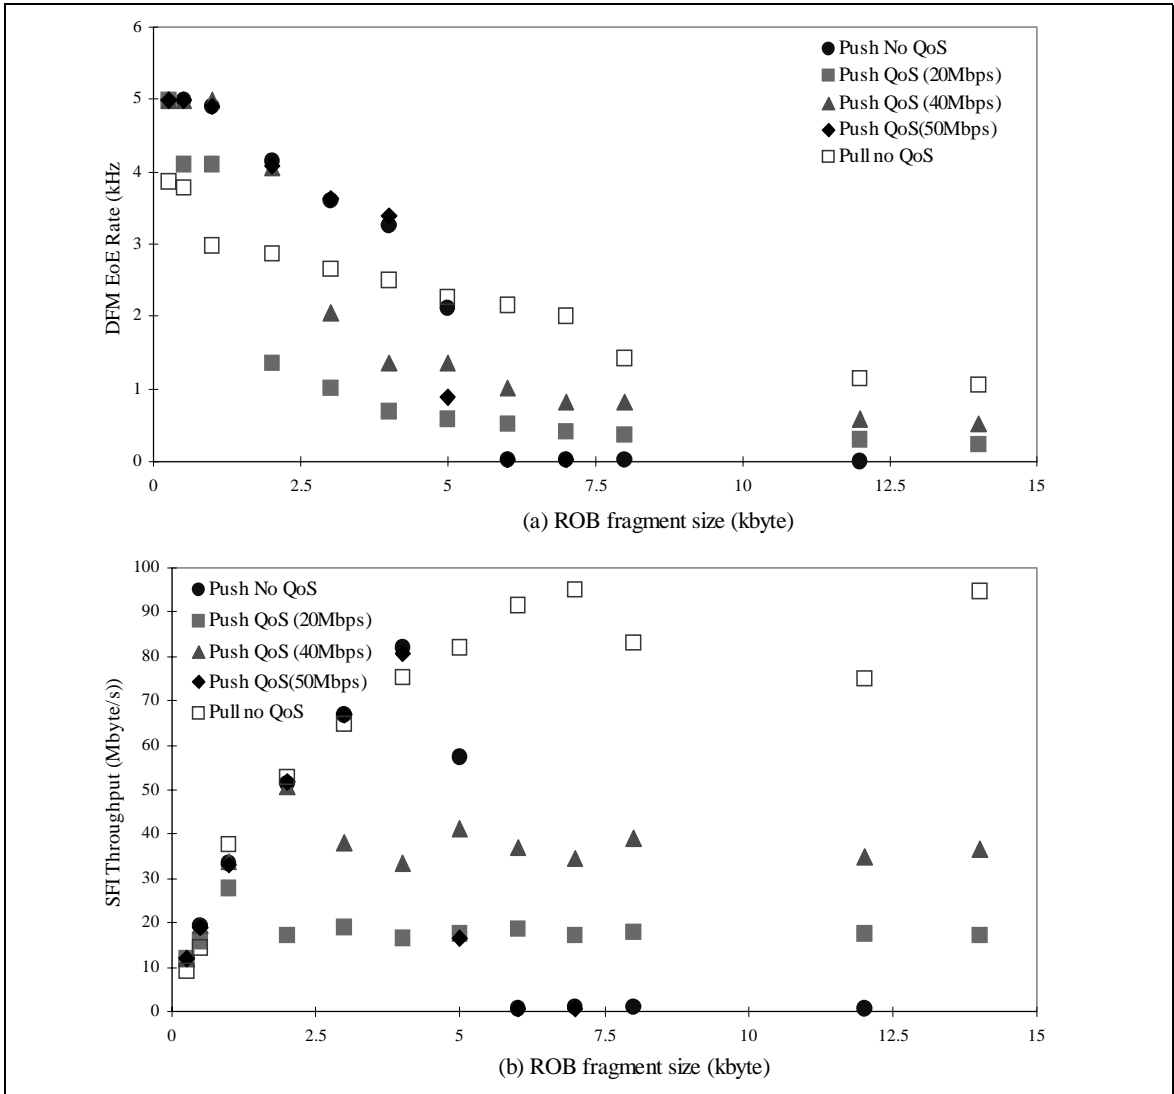 6
5
4
3
2
1
0
DFM EoE Rate (kHz
Push No QoS
Push QoS (20Mbps)
Push QoS (40Mbps)
Push QoS(50Mbps)
Pull no QoS
0 2.5 5 7.5 10 12.5 15
(a) ROB fragment size (kbyte)
100
90
80
70
60
50
40
30
20
10
0
SFI Throughput (Mbyte/s))
Push No QoS
Push QoS (20Mbps)
Push QoS (40Mbps)
Push QoS(50Mbps)
Pull no QoS
0 2.5 5 7.5 10 12.5 15
(b) ROB fragment size (kbyte)